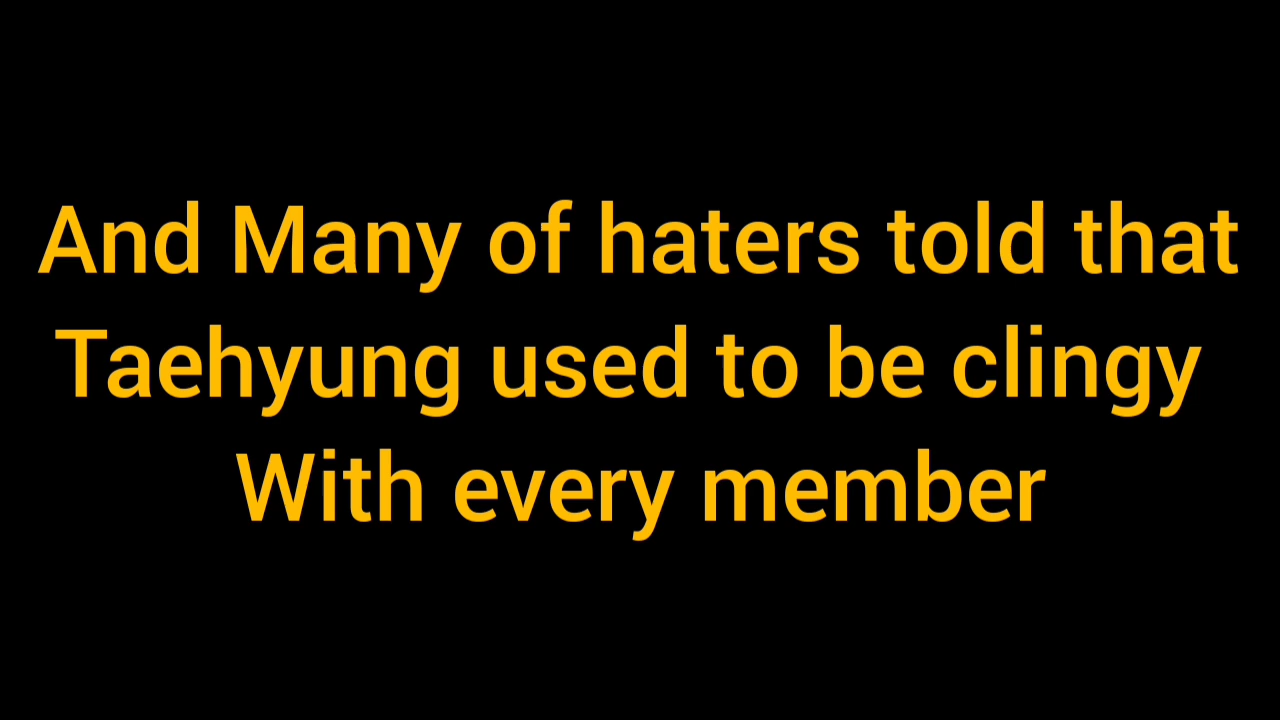 And Many of haters told that
Taehyung used to be clingy
With every member